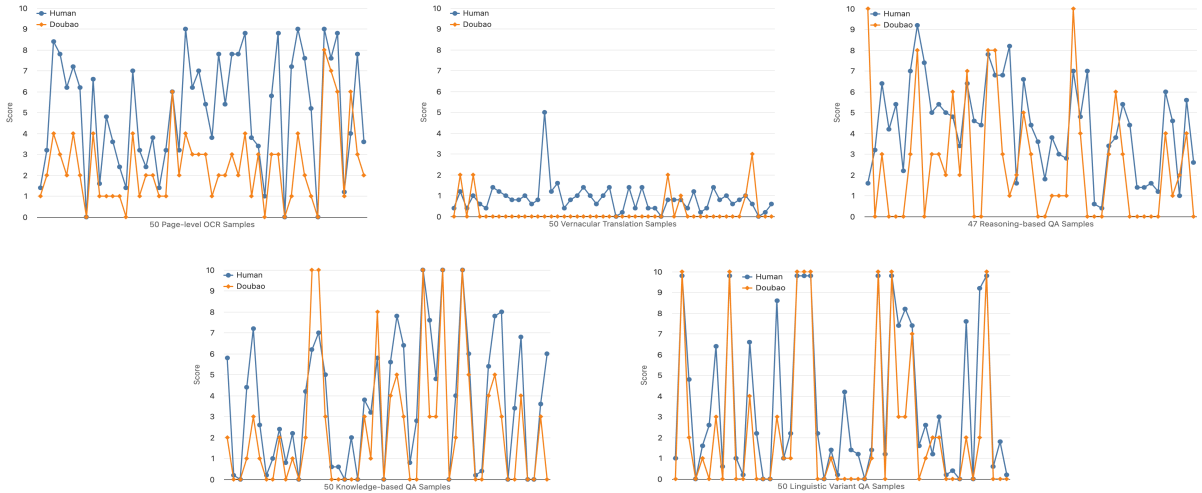 Human
Doubao
10
9
8
7
6
5
4
3
2
1
0
Score
50 Page-level OCR Samples
Human
Doubao
10
9
8
7
6
5
4
3
2
1
0
Score
50 Vernacular Translation Samples
Human
Doubao
10
9
8
7
6
5
4
3
2
1
0
Score
47 Reasoning-based QA Samples
Human
Doubao
10
9
8
7
6
5
4
3
2
1
0
Score
50 Knowledge-based QA Samples
Human
Doubao
10
9
8
7
6
5
4
3
2
1
0
Score
50 Linguistic Variant QA Samples